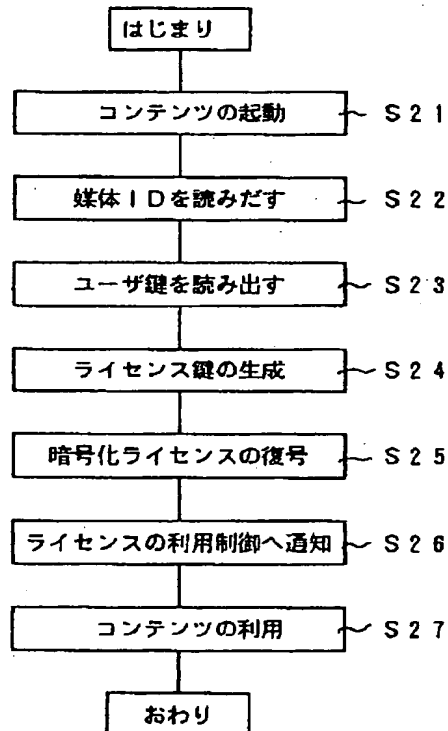 はじまり
コンテンツの起動 S21
媒体IDを読みだす S22
ユーザ鍵を読み出す S23
ライセンス鍵の生成 S24
暗号化ライセンスの復号 S25
ライセンスの利用制御へ通知 S26
コンテンツの利用 S27
おわり